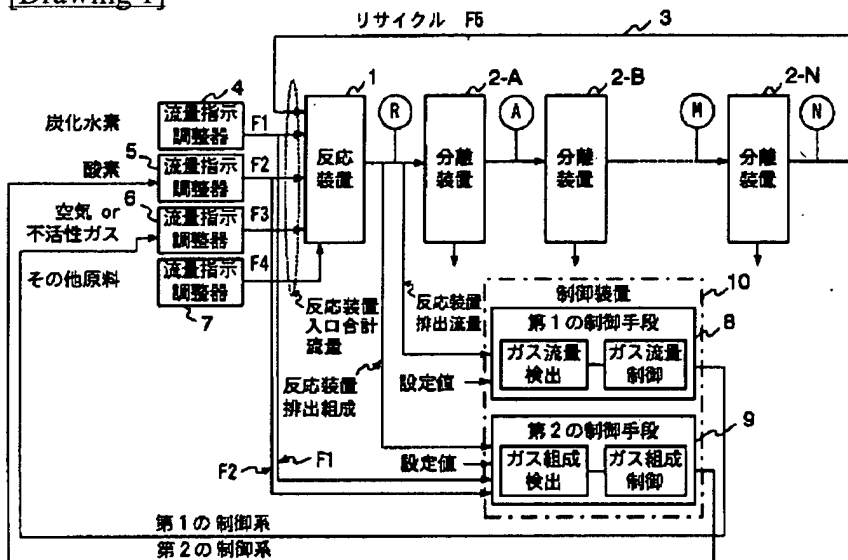 [Drawing 1]
リサイクル F5
3
1
2-A
2-B
2-N
4
炭化水素
流量指示
調整器
F1
R
A
M
N
5
酸素
流量指示
調整器
F2
反応
装置
分離
装置
分離
装置
分離
装置
6
空気 or
不活性ガス
流量指示
調整器
F3
その他原料
流量指示
調整器
F4
7
反応装置
入口合計
流量
反応装置
排出流量
制御装置
10
第1の制御手段
8
ガス流量
検出
ガス流量
制御
設定値
反応装置
排出組成
第2の制御手段
9
設定値
ガス組成
検出
ガス組成
制御
F2
F1
第1の制御系
第2の制御系